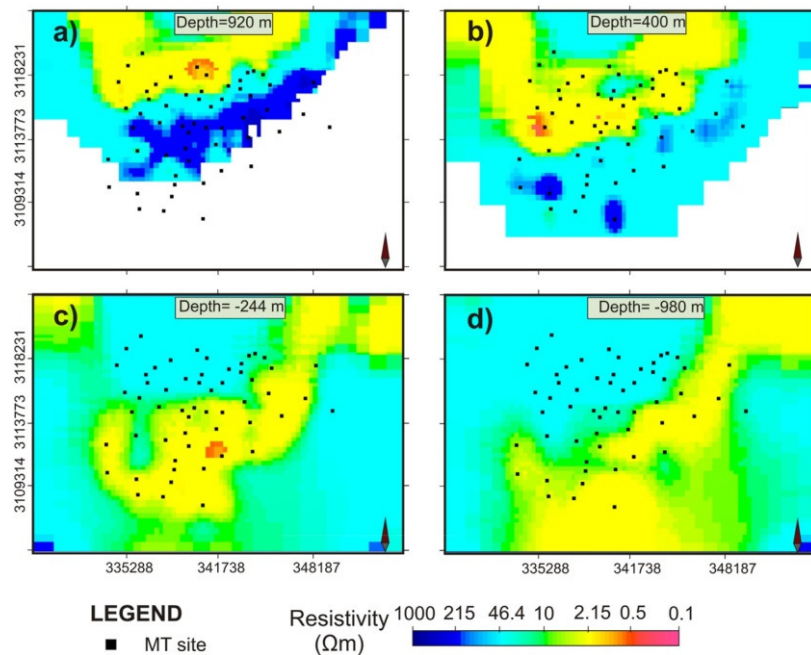 a)
Depth=920 m
b)
Depth=400 m
3118231
3113773
3109314
c)
Depth= -244 m
d)
Depth= -980 m
3118231
3113773
3109314
335288 341738 348187
335288 341738 348187
LEGEND
MT site
Resistivity
(Ωm)
1000 215 46.4 10 2.15 0.5 0.1